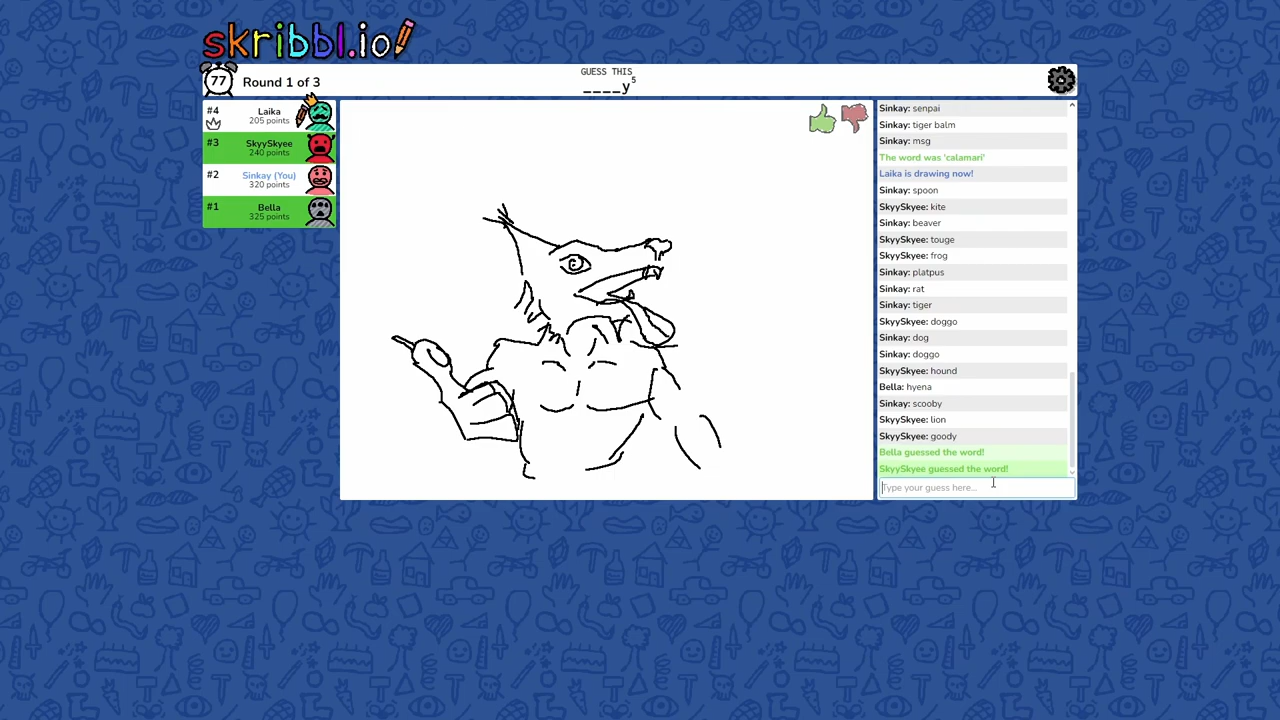 skribbl.io
77
Round 1 of 3
GUESS THIS
____y5
#4
Laika
205 points
#3
SkyySkyee
240 points
#2
Sinkay (You)
320 points
#1
Bella
325 points
Sinkay: senpai
Sinkay: tiger balm
Sinkay: msg
The word was 'calamari'
Laika is drawing now!
Sinkay: spoon
SkyySkyee: kite
Sinkay: beaver
SkyySkyee: touge
SkyySkyee: frog
Sinkay: platpus
Sinkay: rat
Sinkay: tiger
SkyySkyee: doggo
Sinkay: dog
Sinkay: doggo
SkyySkyee: hound
Bella: hyena
Sinkay: scooby
SkyySkyee: lion
SkyySkyee: goody
Bella guessed the word!
SkyySkyee guessed the word!
Type your guess here...